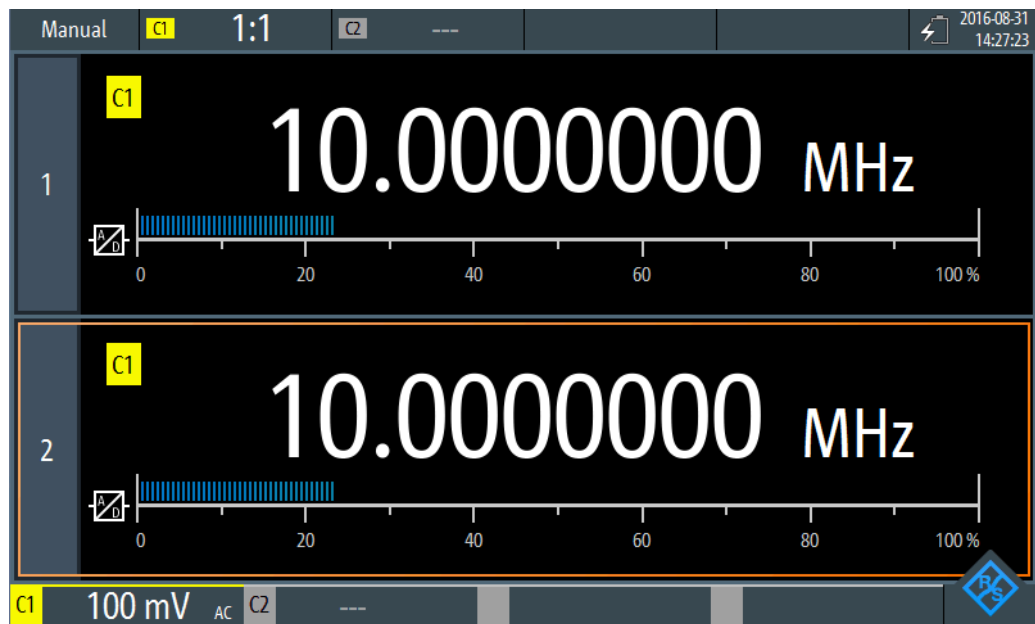 Manual C1 1:1 C2 --- 2016-08-31
14:27:23
C1
10.0000000 MHz
1
A/D
0 20 40 60 80 100 %
C1
10.0000000 MHz
2
A/D
0 20 40 60 80 100 %
C1 100 mV AC C2 --- R&S